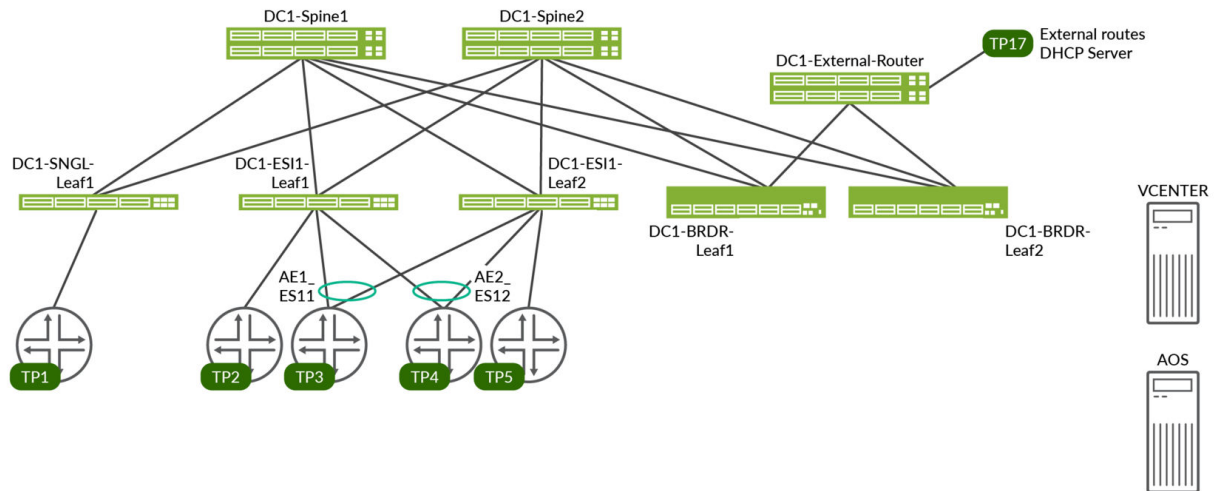 DC1-Spine1
DC1-Spine2
TP17
External routes
DHCP Server
DC1-External-Router
DC1-SNGL-
Leaf1
DC1-ESI1-
Leaf1
DC1-ESI1-
Leaf2
DC1-BRDR-
Leaf1
DC1-BRDR-
Leaf2
VCENTER
AE1_
ES11
AE2_
ES12
TP1
TP2
TP3
TP4
TP5
AOS